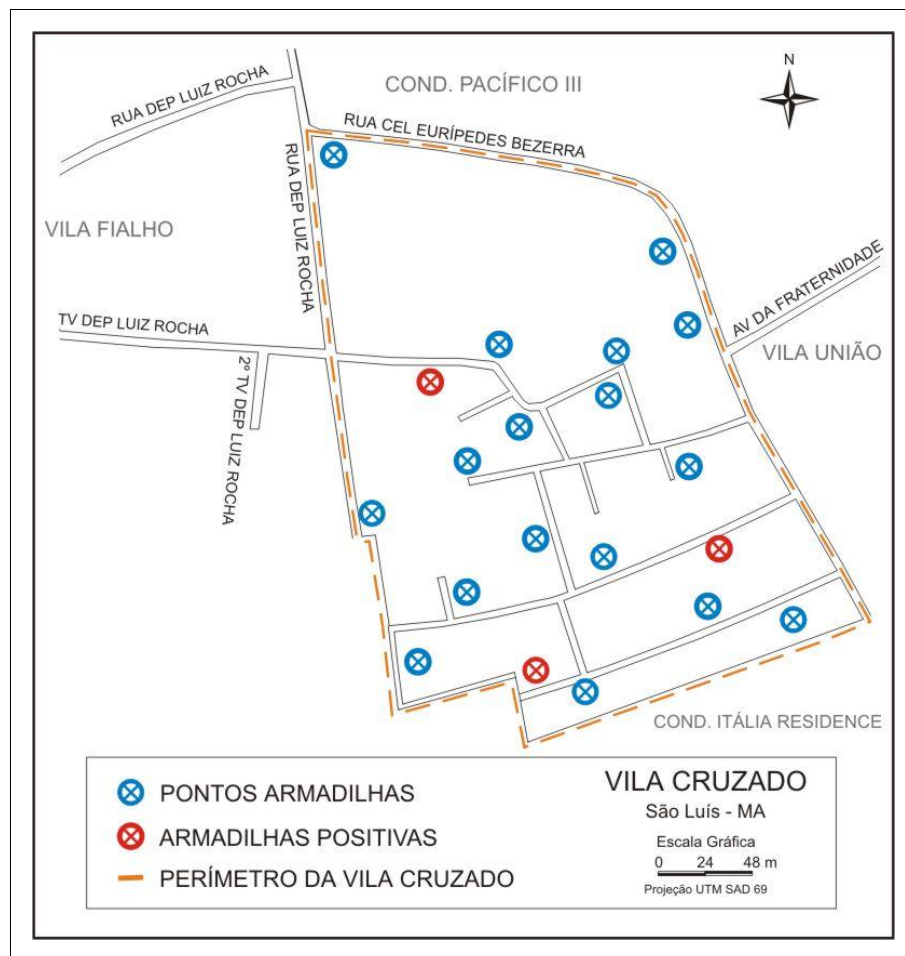 N
COND. PACÍFICO III
RUA DEP LUIZ ROCHA
RUA CEL EURÍPEDES BEZERRA
RUA DEP LUIZ ROCHA
VILA FIALHO
AV DA FRATERNIDADE
TV DEP LUIZ ROCHA
VILA UNIÃO
2º TV DEP LUIZ ROCHA
COND. ITÁLIA RESIDENCE
PONTOS ARMADILHAS
ARMADILHAS POSITIVAS
PERÍMETRO DA VILA CRUZADO
VILA CRUZADO
São Luís - MA
Escala Gráfica
0 24 48 m
Projeção UTM SAD 69